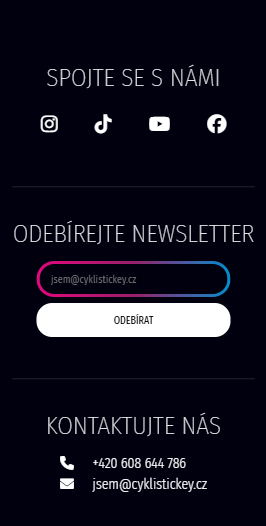 SPOJTE SE S NÁMI
ODEBÍREJTE NEWSLETTER
jsem@cyklistickey.cz
ODEBÍRAT
KONTAKTUJTE NÁS
+420 608 644 786
jsem@cyklistickey.cz